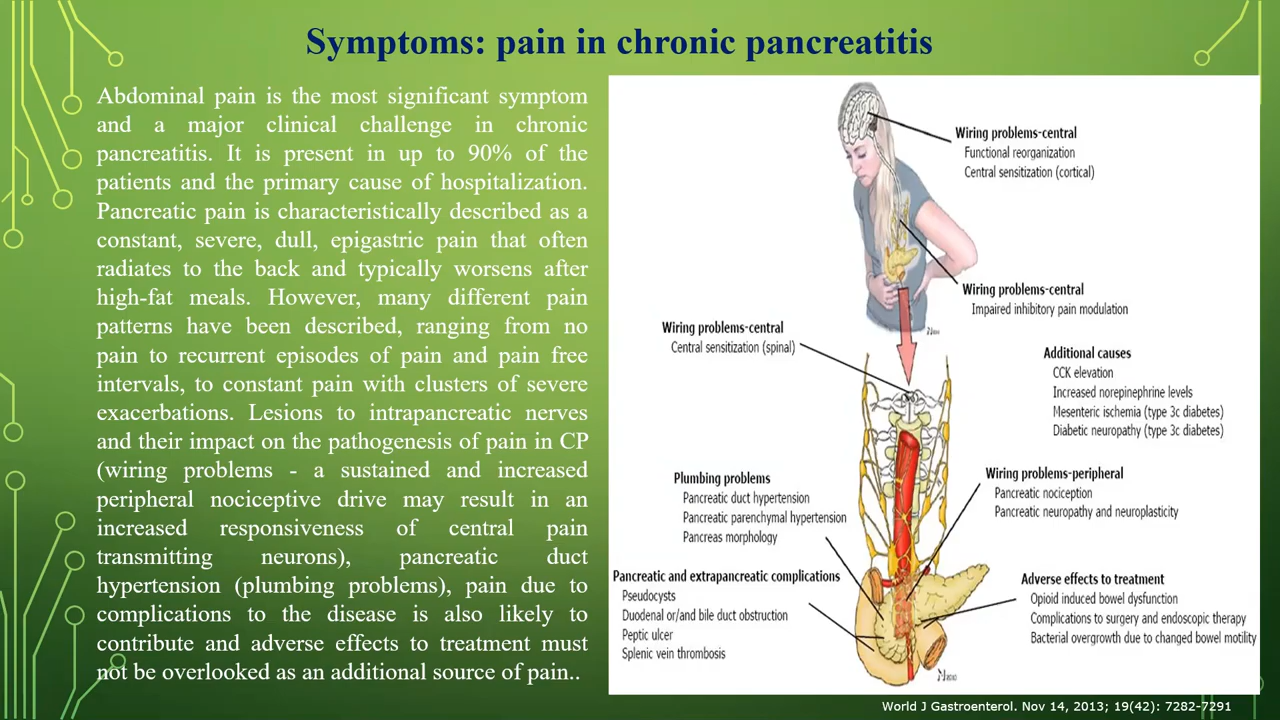 Symptoms: pain in chronic pancreatitis
Abdominal pain is the most significant symptom
and a major clinical challenge in chronic
pancreatitis. It is present in up to 90% of the
patients and the primary cause of hospitalization.
Pancreatic pain is characteristically described as a
constant, severe, dull, epigastric pain that often
radiates to the back and typically worsens after
high-fat meals. However, many different pain
patterns have been described, ranging from no
pain to recurrent episodes of pain and pain free
intervals, to constant pain with clusters of severe
exacerbations. Lesions to intrapancreatic nerves
and their impact on the pathogenesis of pain in CP
(wiring problems - a sustained and increased
peripheral nociceptive drive may result in an
increased responsiveness of central pain
transmitting neurons), pancreatic duct
hypertension (plumbing problems), pain due to
complications to the disease is also likely to
contribute and adverse effects to treatment must
not be overlooked as an additional source of pain..
Wiring problems-central
Functional reorganization
Central sensitization (cortical)
Wiring problems-central
Impaired inhibitory pain modulation
Wiring problems-central
Central sensitization (spinal)
Additional causes
CCK elevation
Increased norepinephrine levels
Mesenteric ischemia (type 3c diabetes)
Diabetic neuropathy (type 3c diabetes)
Plumbing problems
Pancreatic duct hypertension
Pancreatic parenchymal hypertension
Pancreas morphology
Wiring problems-peripheral
Pancreatic nociception
Pancreatic neuropathy and neuroplasticity
Pancreatic and extrapancreatic complications
Pseudocysts
Duodenal or/and bile duct obstruction
Peptic ulcer
Splenic vein thrombosis
Adverse effects to treatment
Opioid induced bowel dysfunction
Complications to surgery and endoscopic therapy
Bacterial overgrowth due to changed bowel motility
World J Gastroenterol. Nov 14, 2013; 19(42): 7282-7291